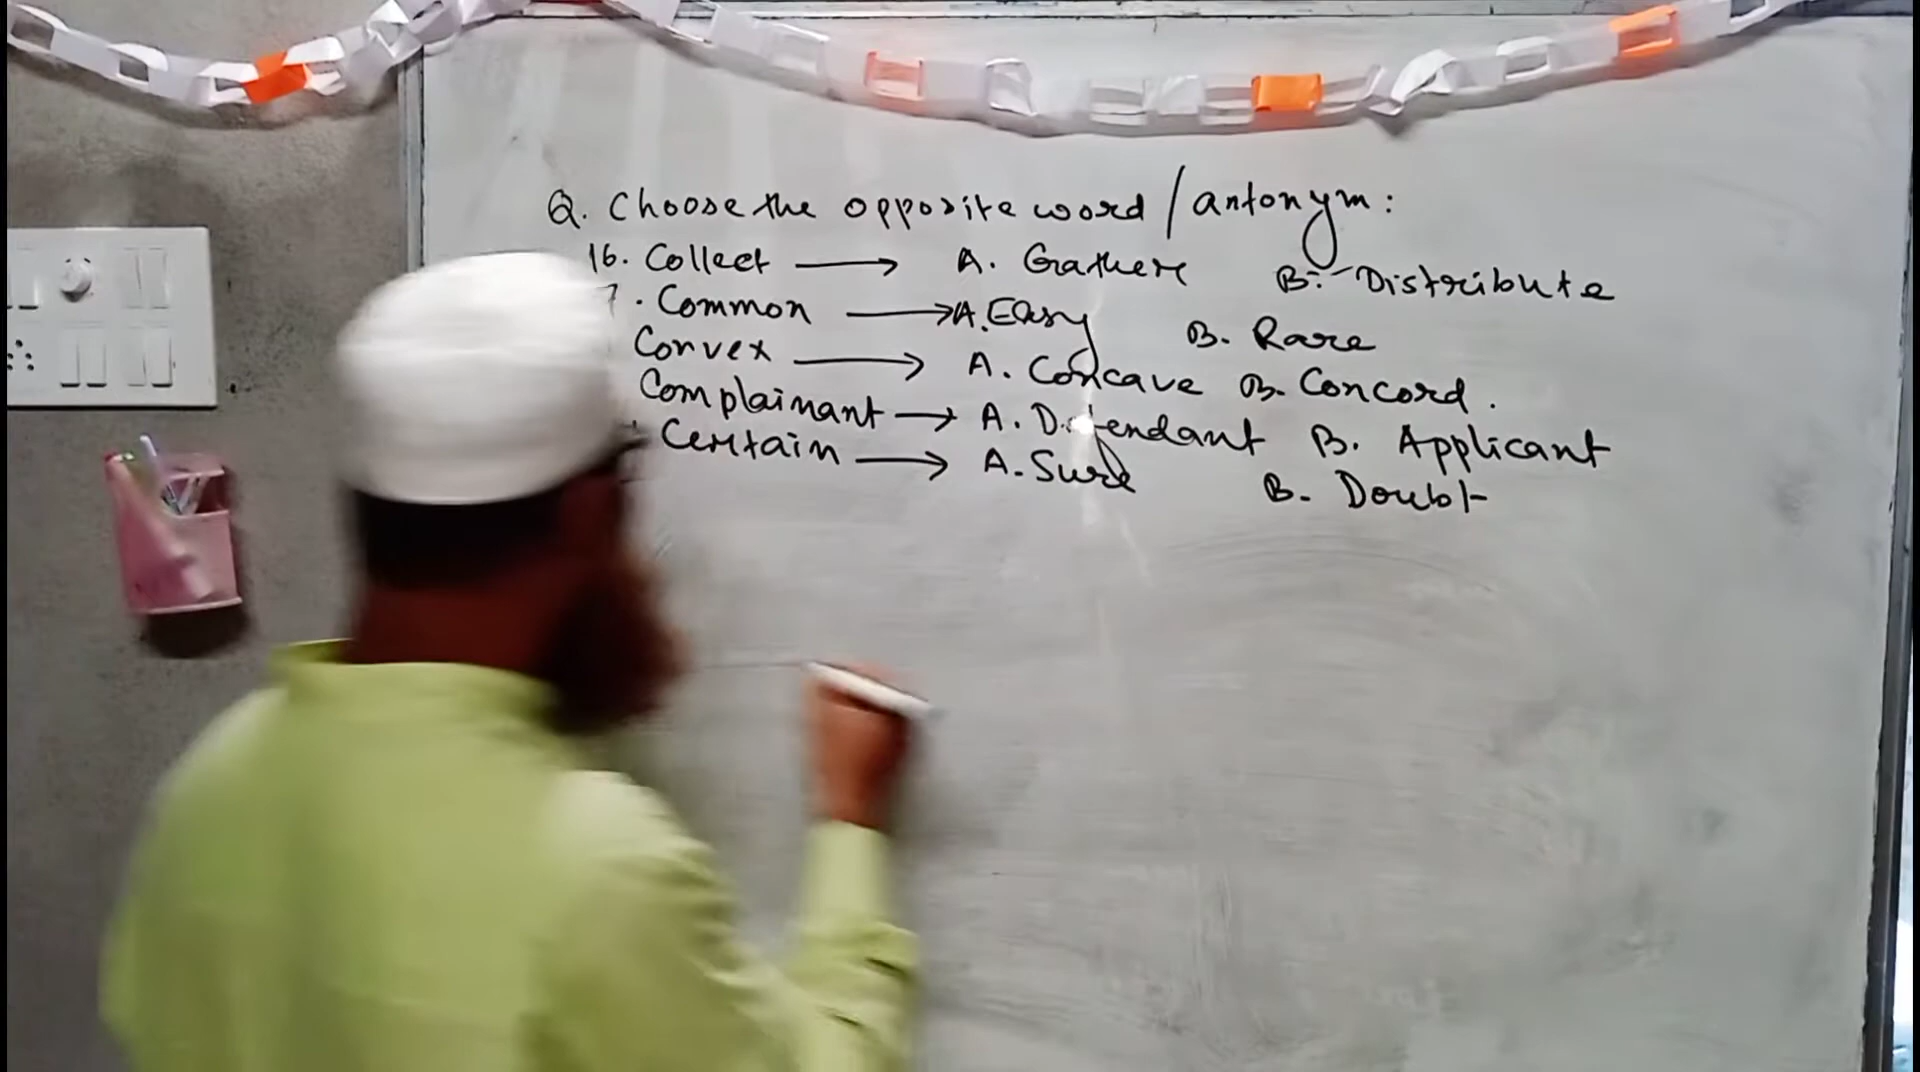 Q. Choose the opposite word / antonym:
16. Collect → A. Gathere B. Distribute
7. Common → A. Easy B. Rare
Convex → A. Concave B. Concord.
Complainant → A. Defendant B. Applicant
Certain → A. Sure B. Doubt